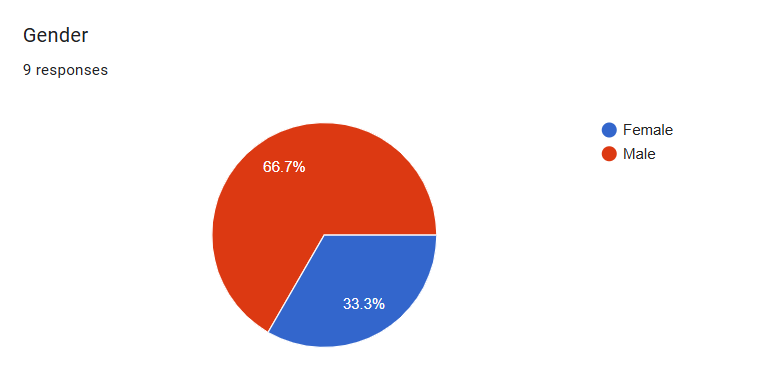 Gender
9 responses
Female
Male
66.7%
33.3%